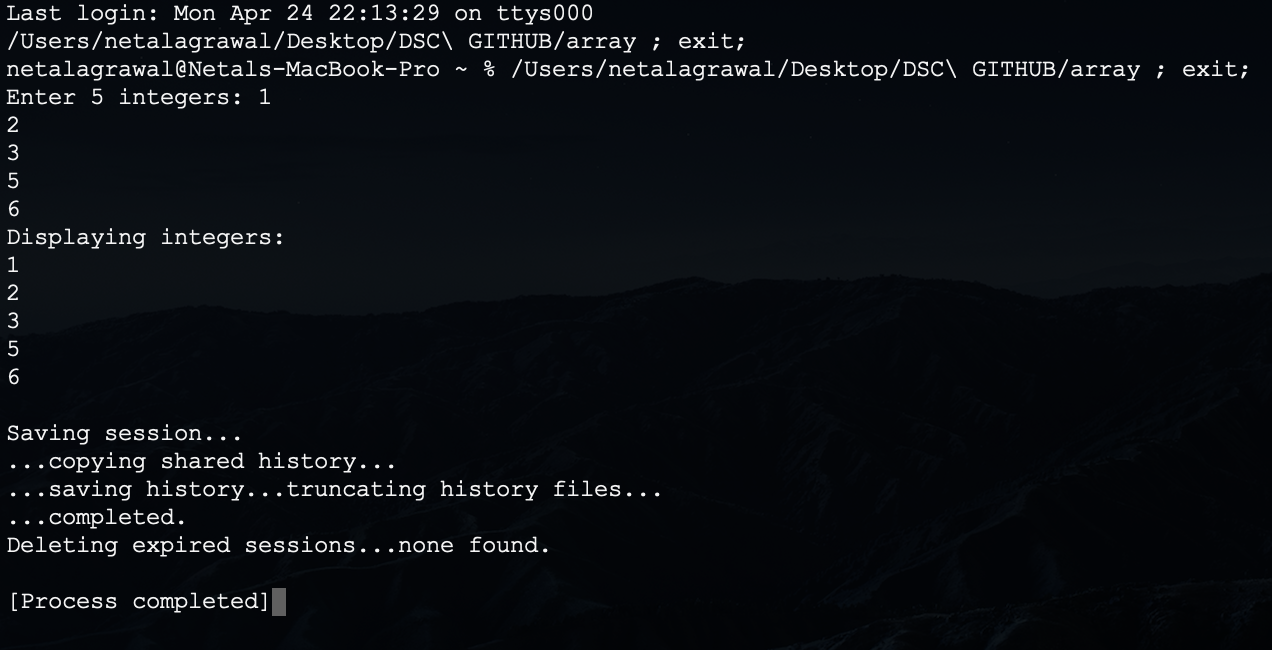 Last login: Mon Apr 24 22:13:29 on ttys000
/Users/netalagrawal/Desktop/DSC\ GITHUB/array ; exit;
netalagrawal@Netals-MacBook-Pro ~ % /Users/netalagrawal/Desktop/DSC\ GITHUB/array ; exit;
Enter 5 integers: 1
2
3
5
6
Displaying integers:
1
2
3
5
6
Saving session...
...copying shared history...
...saving history...truncating history files...
...completed.
Deleting expired sessions...none found.
[Process completed]